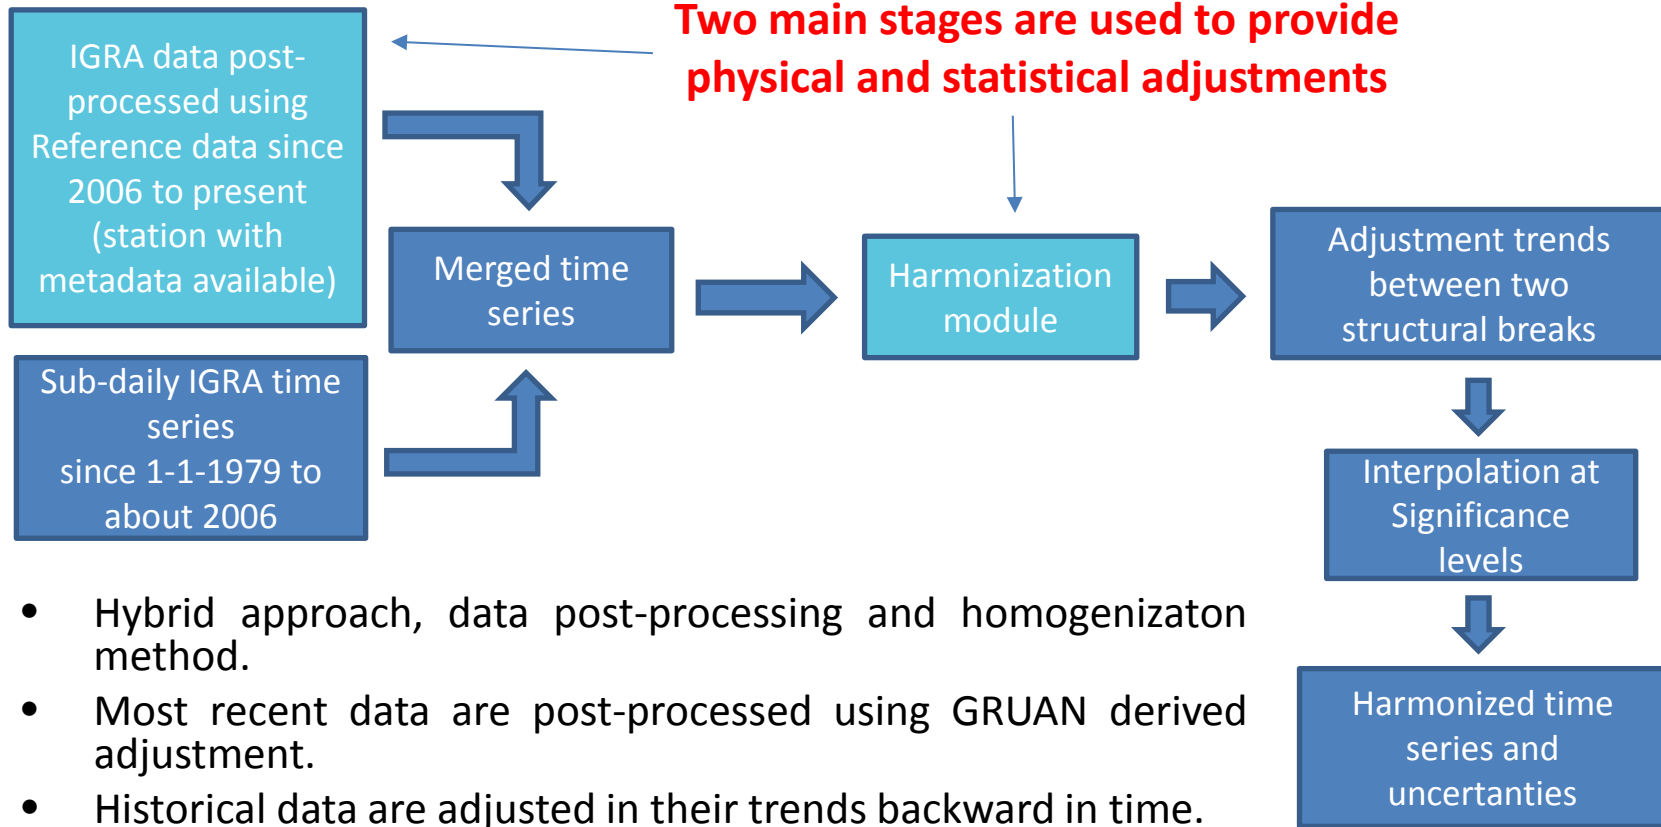 Two main stages are used to provide
physical and statistical adjustments
IGRA data post-
processed using
Reference data since
2006 to present
(station with
metadata available)
Sub-daily IGRA time
series
since 1-1-1979 to
about 2006
Merged time
series
Harmonization
module
Adjustment trends
between two
structural breaks
Interpolation at
Significance
levels
Harmonized time
series and
uncertanties
• Hybrid approach, data post-processing and homogenizaton
method.
• Most recent data are post-processed using GRUAN derived
adjustment.
• Historical data are adjusted in their trends backward in time.